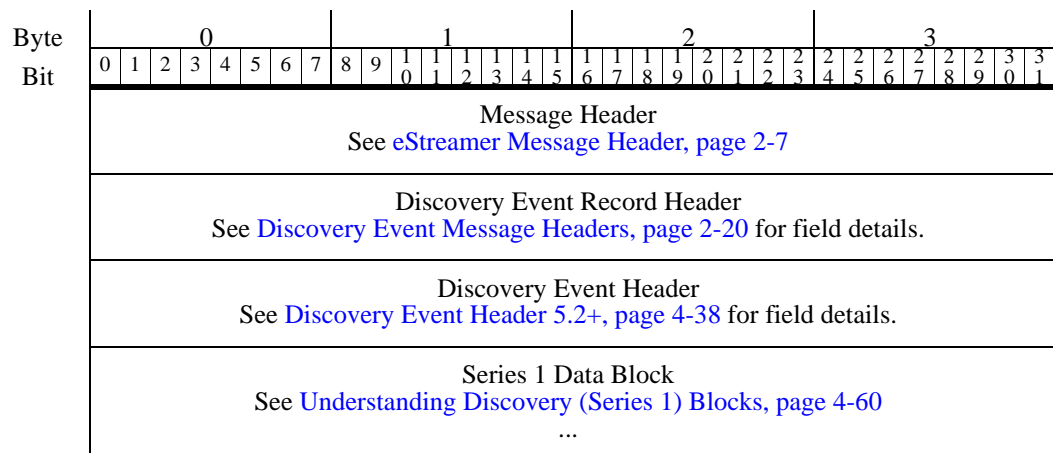 Byte 0 1 2 3
Bit 0 1 2 3 4 5 6 7 8 9 10 11 12 13 14 15 16 17 18 19 20 21 22 23 24 25 26 27 28 29 30 31
Message Header
See eStreamer Message Header, page 2-7
Discovery Event Record Header
See Discovery Event Message Headers, page 2-20 for field details.
Discovery Event Header
See Discovery Event Header 5.2+, page 4-38 for field details.
Series 1 Data Block
See Understanding Discovery (Series 1) Blocks, page 4-60
...